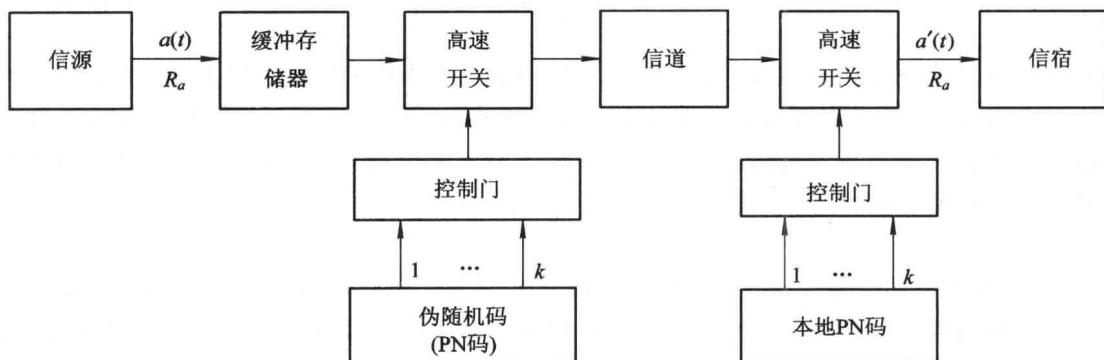 信源
a(t)
R_a
缓冲存
储器
高速
开关
信道
高速
开关
a′(t)
R_a
信宿
控制门
控制门
1 … k
1 … k
伪随机码
(PN码)
本地PN码